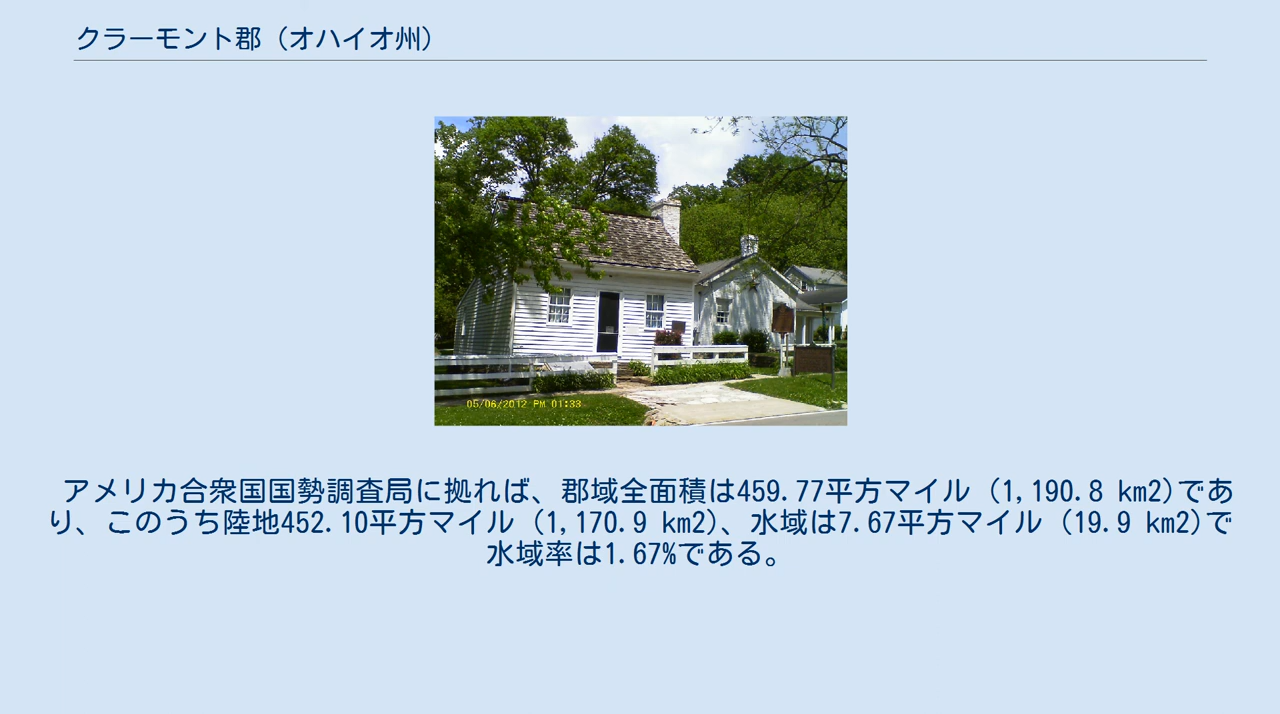 クラーモント郡（オハイオ州）
05/06/2012 PM 01:33
アメリカ合衆国国勢調査局に拠れば、郡域全面積は459.77平方マイル (1,190.8 km2)であ
り、このうち陸地452.10平方マイル (1,170.9 km2)、水域は7.67平方マイル (19.9 km2)で
水域率は1.67%である。